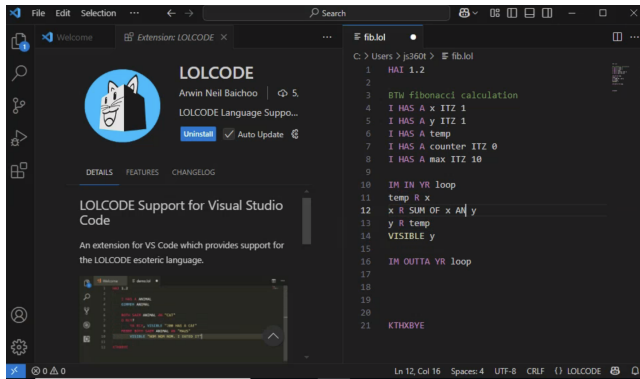 File Edit Selection ... Search
Welcome Extension: LOLCODE ... fib.lol
C: > Users > js360t > fib.lol
LOLCODE
Arwin Neil Baichoo 5,
LOLCODE Language Suppo...
Uninstall Auto Update
DETAILS FEATURES CHANGELOG
LOLCODE Support for Visual Studio
Code
An extension for VS Code which provides support for
the LOLCODE esoteric language.
1 HAI 1.2
2
3 BTW fibonacci calculation
4 I HAS A x ITZ 1
5 I HAS A y ITZ 1
6 I HAS A temp
7 I HAS A counter ITZ 0
8 I HAS A max ITZ 10
9
10 IM IN YR loop
11 temp R x
12 x R SUM OF x AN y
13 y R temp
14 VISIBLE y
15
16 IM OUTTA YR loop
17
18
19
20
21 KTHXBYE
0 0 Ln 12, Col 16 Spaces: 4 UTF-8 CRLF {} LOLCODE